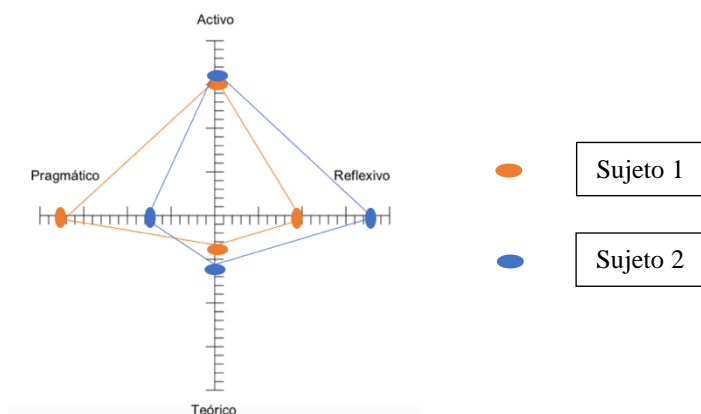 Activo
Pragmático
Reflexivo
Teórico
Sujeto 1
Sujeto 2